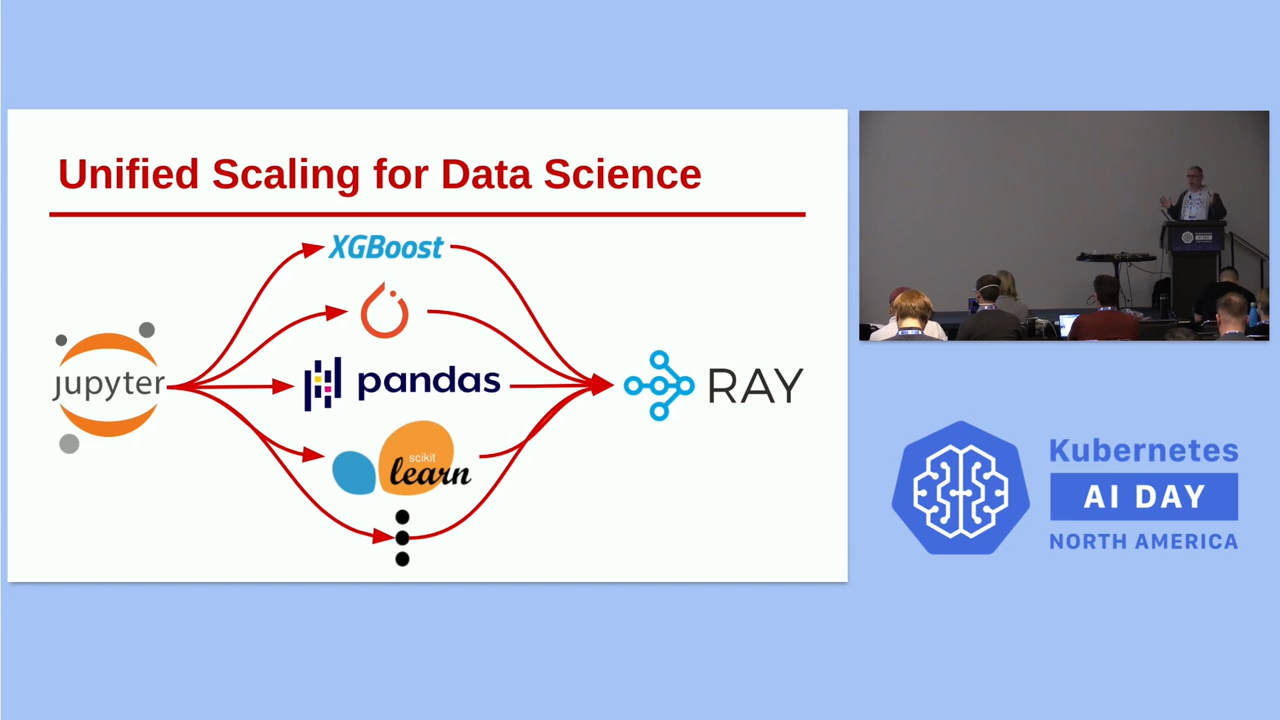 Unified Scaling for Data Science
XGBoost
jupyter
pandas
RAY
scikit
learn
Kubernetes
AI DAY
NORTH AMERICA